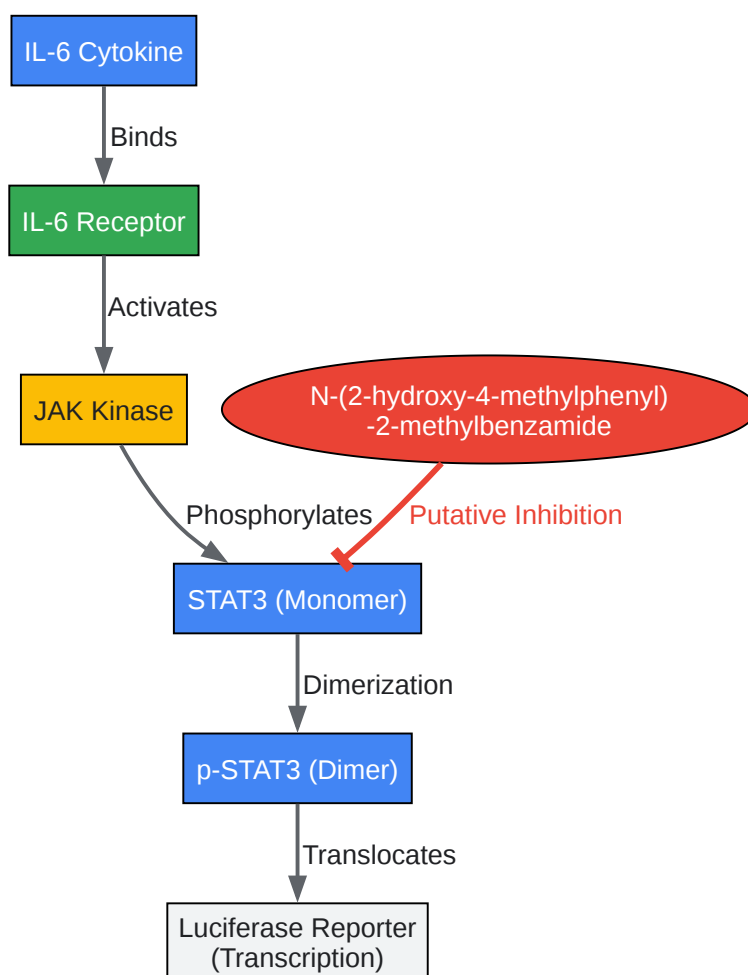 IL-6 Cytokine
Binds
IL-6 Receptor
Activates
JAK Kinase
N-(2-hydroxy-4-methylphenyl)
-2-methylbenzamide
Phosphorylates
Putative Inhibition
STAT3 (Monomer)
Dimerization
p-STAT3 (Dimer)
Translocates
Luciferase Reporter
(Transcription)